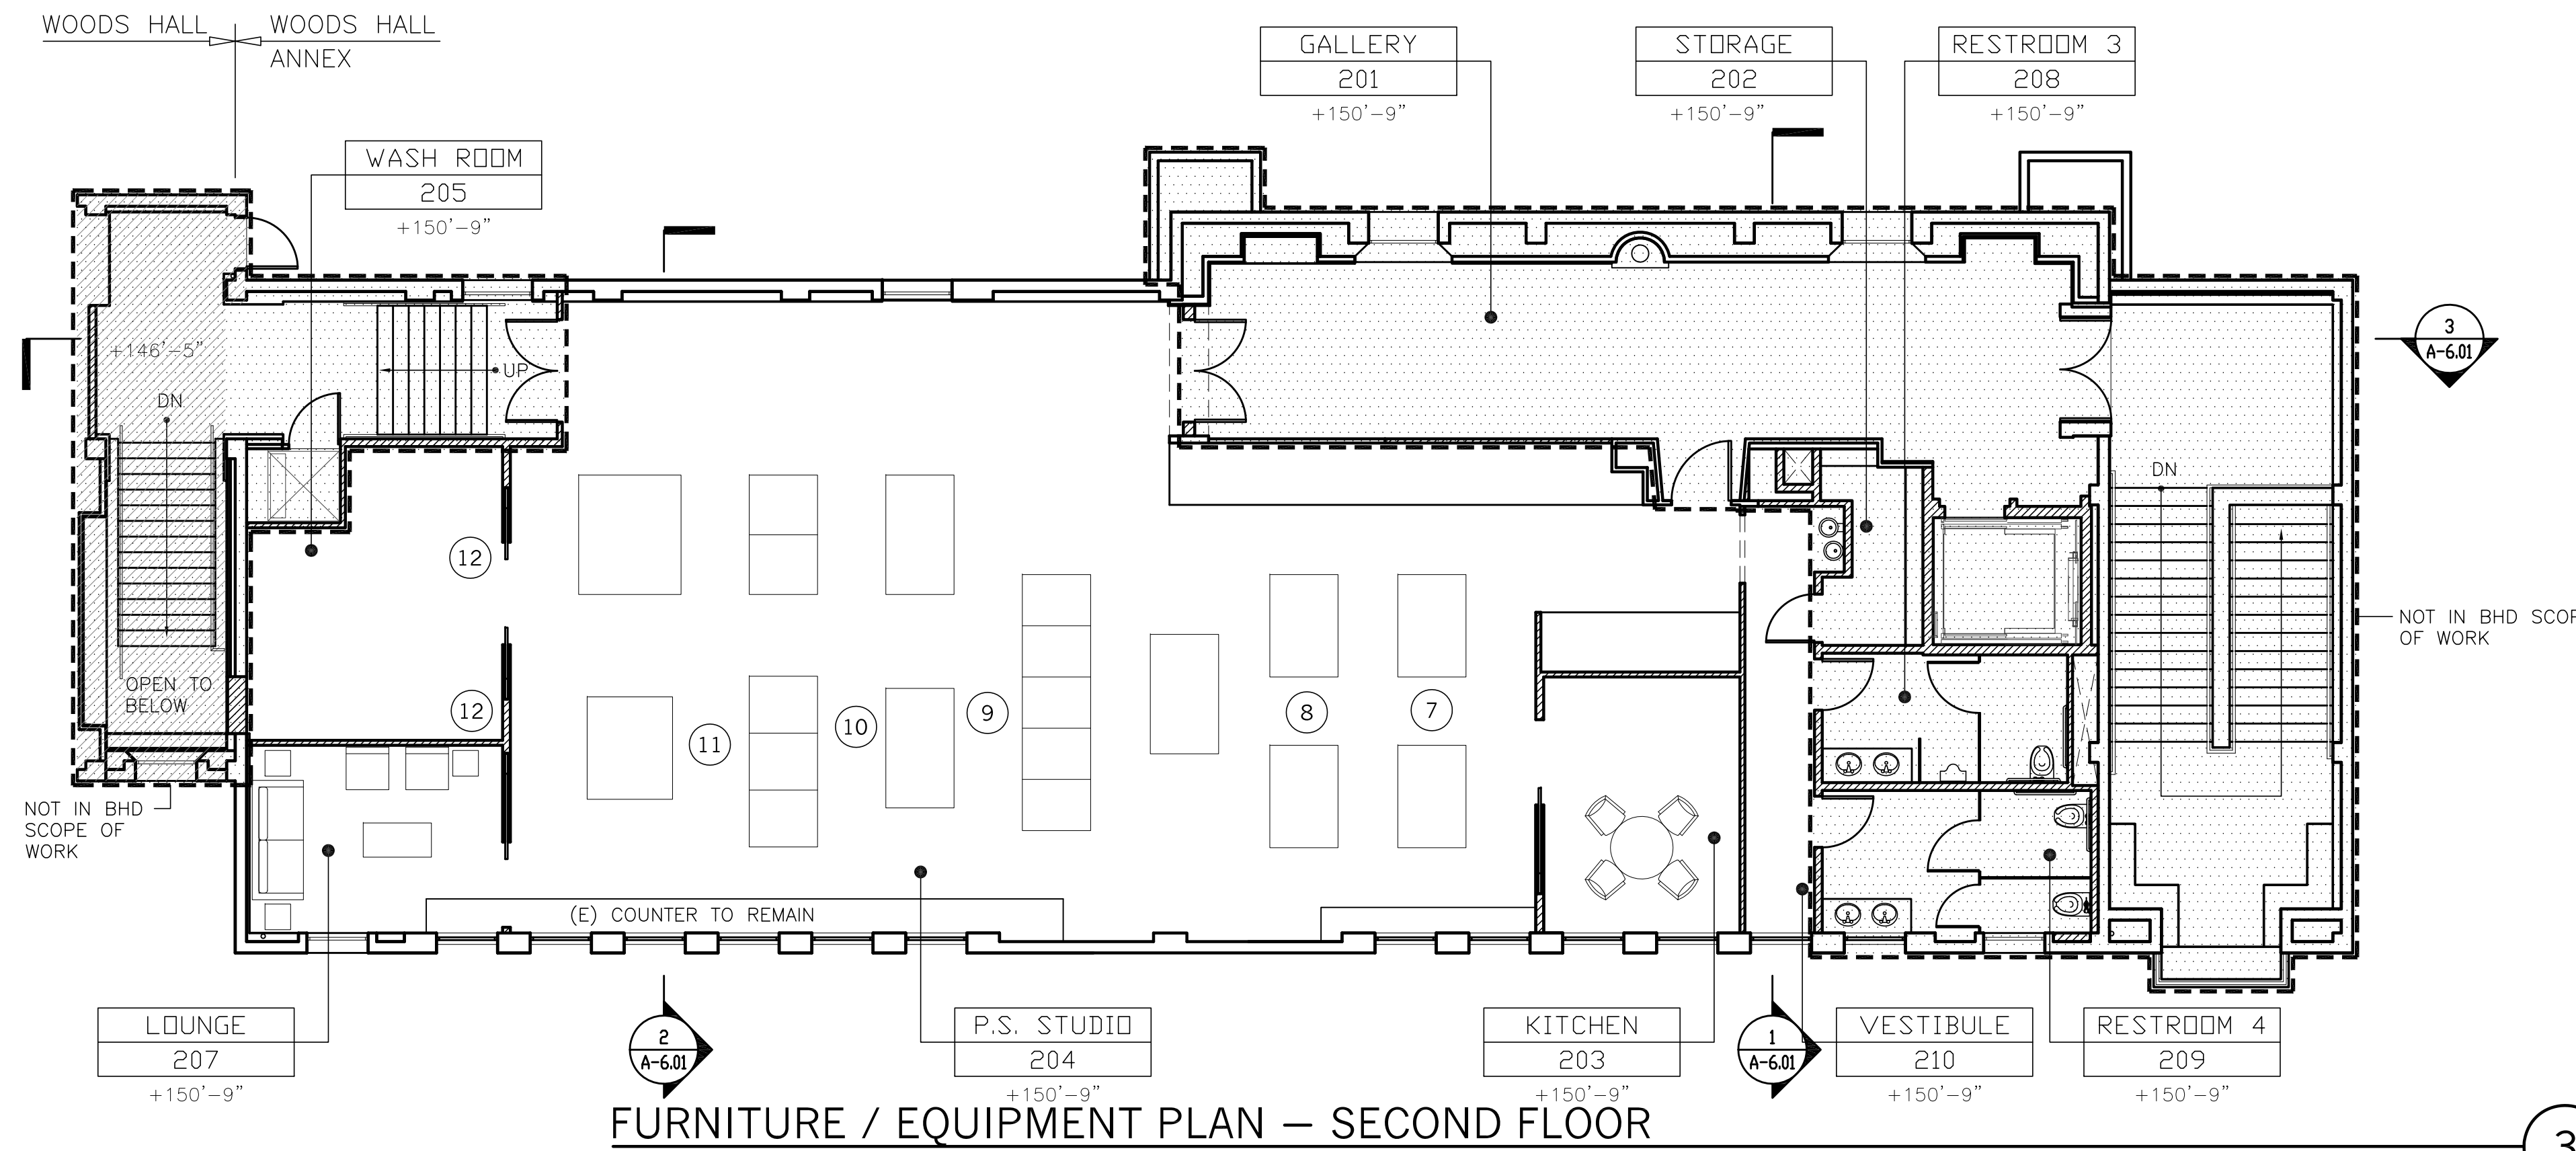 WOODS HALL
WOODS HALL
ANNEX
GALLERY
201
+150'-9"
STORAGE
202
+150'-9"
RESTROOM 3
208
+150'-9"
WASH ROOM
205
+150'-9"
+146'-5"
UP
DN
DN
3
A-6.01
12
12
11
10
9
8
7
OPEN TO
BELOW
NOT IN BHD
SCOPE OF
WORK
NOT IN BHD
OF WORK
(E) COUNTER TO REMAIN
LOUNGE
207
+150'-9"
2
A-6.01
P.S. STUDIO
204
+150'-9"
KITCHEN
203
+150'-9"
1
A-6.01
VESTIBULE
210
+150'-9"
RESTROOM 4
209
+150'-9"
FURNITURE / EQUIPMENT PLAN – SECOND FLOOR